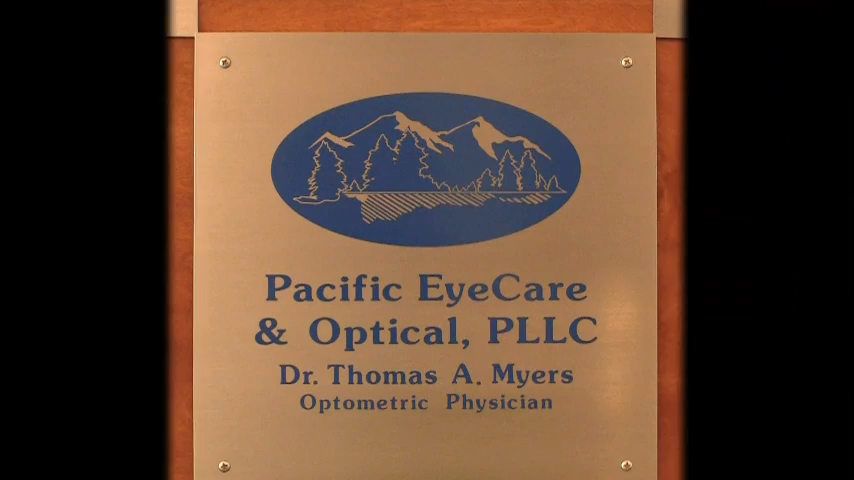 Pacific EyeCare
& Optical, PLLC
Dr. Thomas A. Myers
Optometric Physician